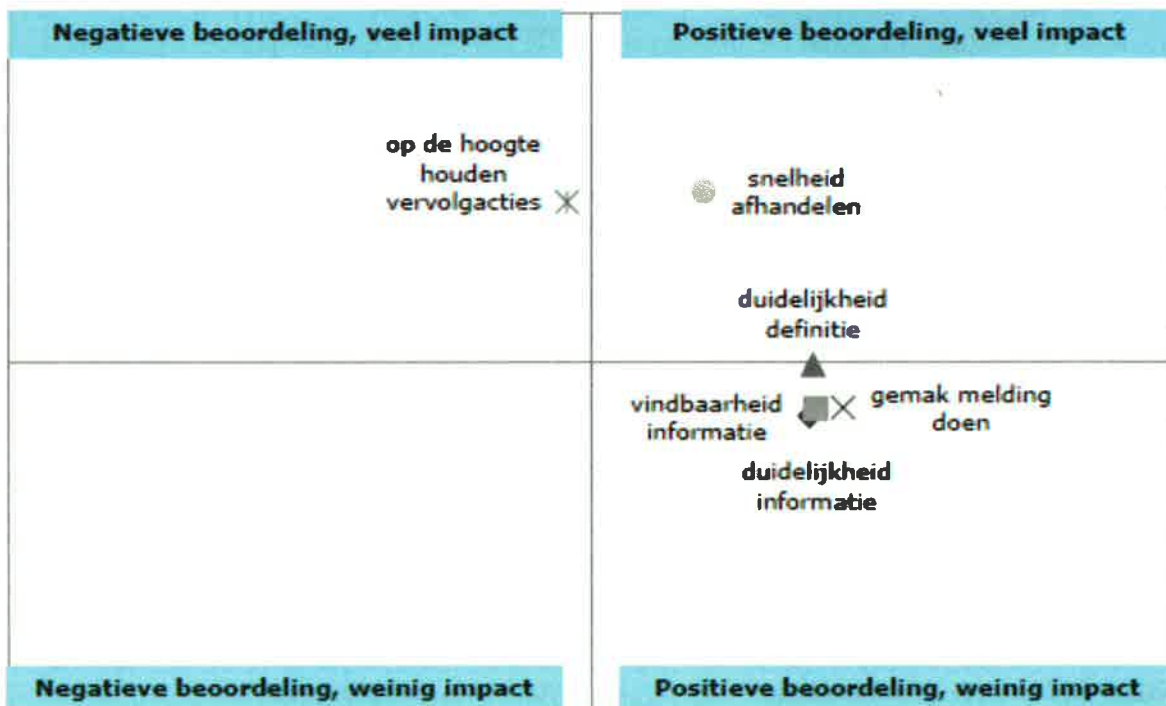 Negatieve beoordeling, veel impact
Positieve beoordeling, veel impact
op de hoogte
houden
vervolgacties
snelheid
afhandelen
duidelijkheid
definitie
vindbaarheid
informatie
gemak melding
doen
duidelijkheid
informatie
Negatieve beoordeling, weinig impact
Positieve beoordeling, weinig impact